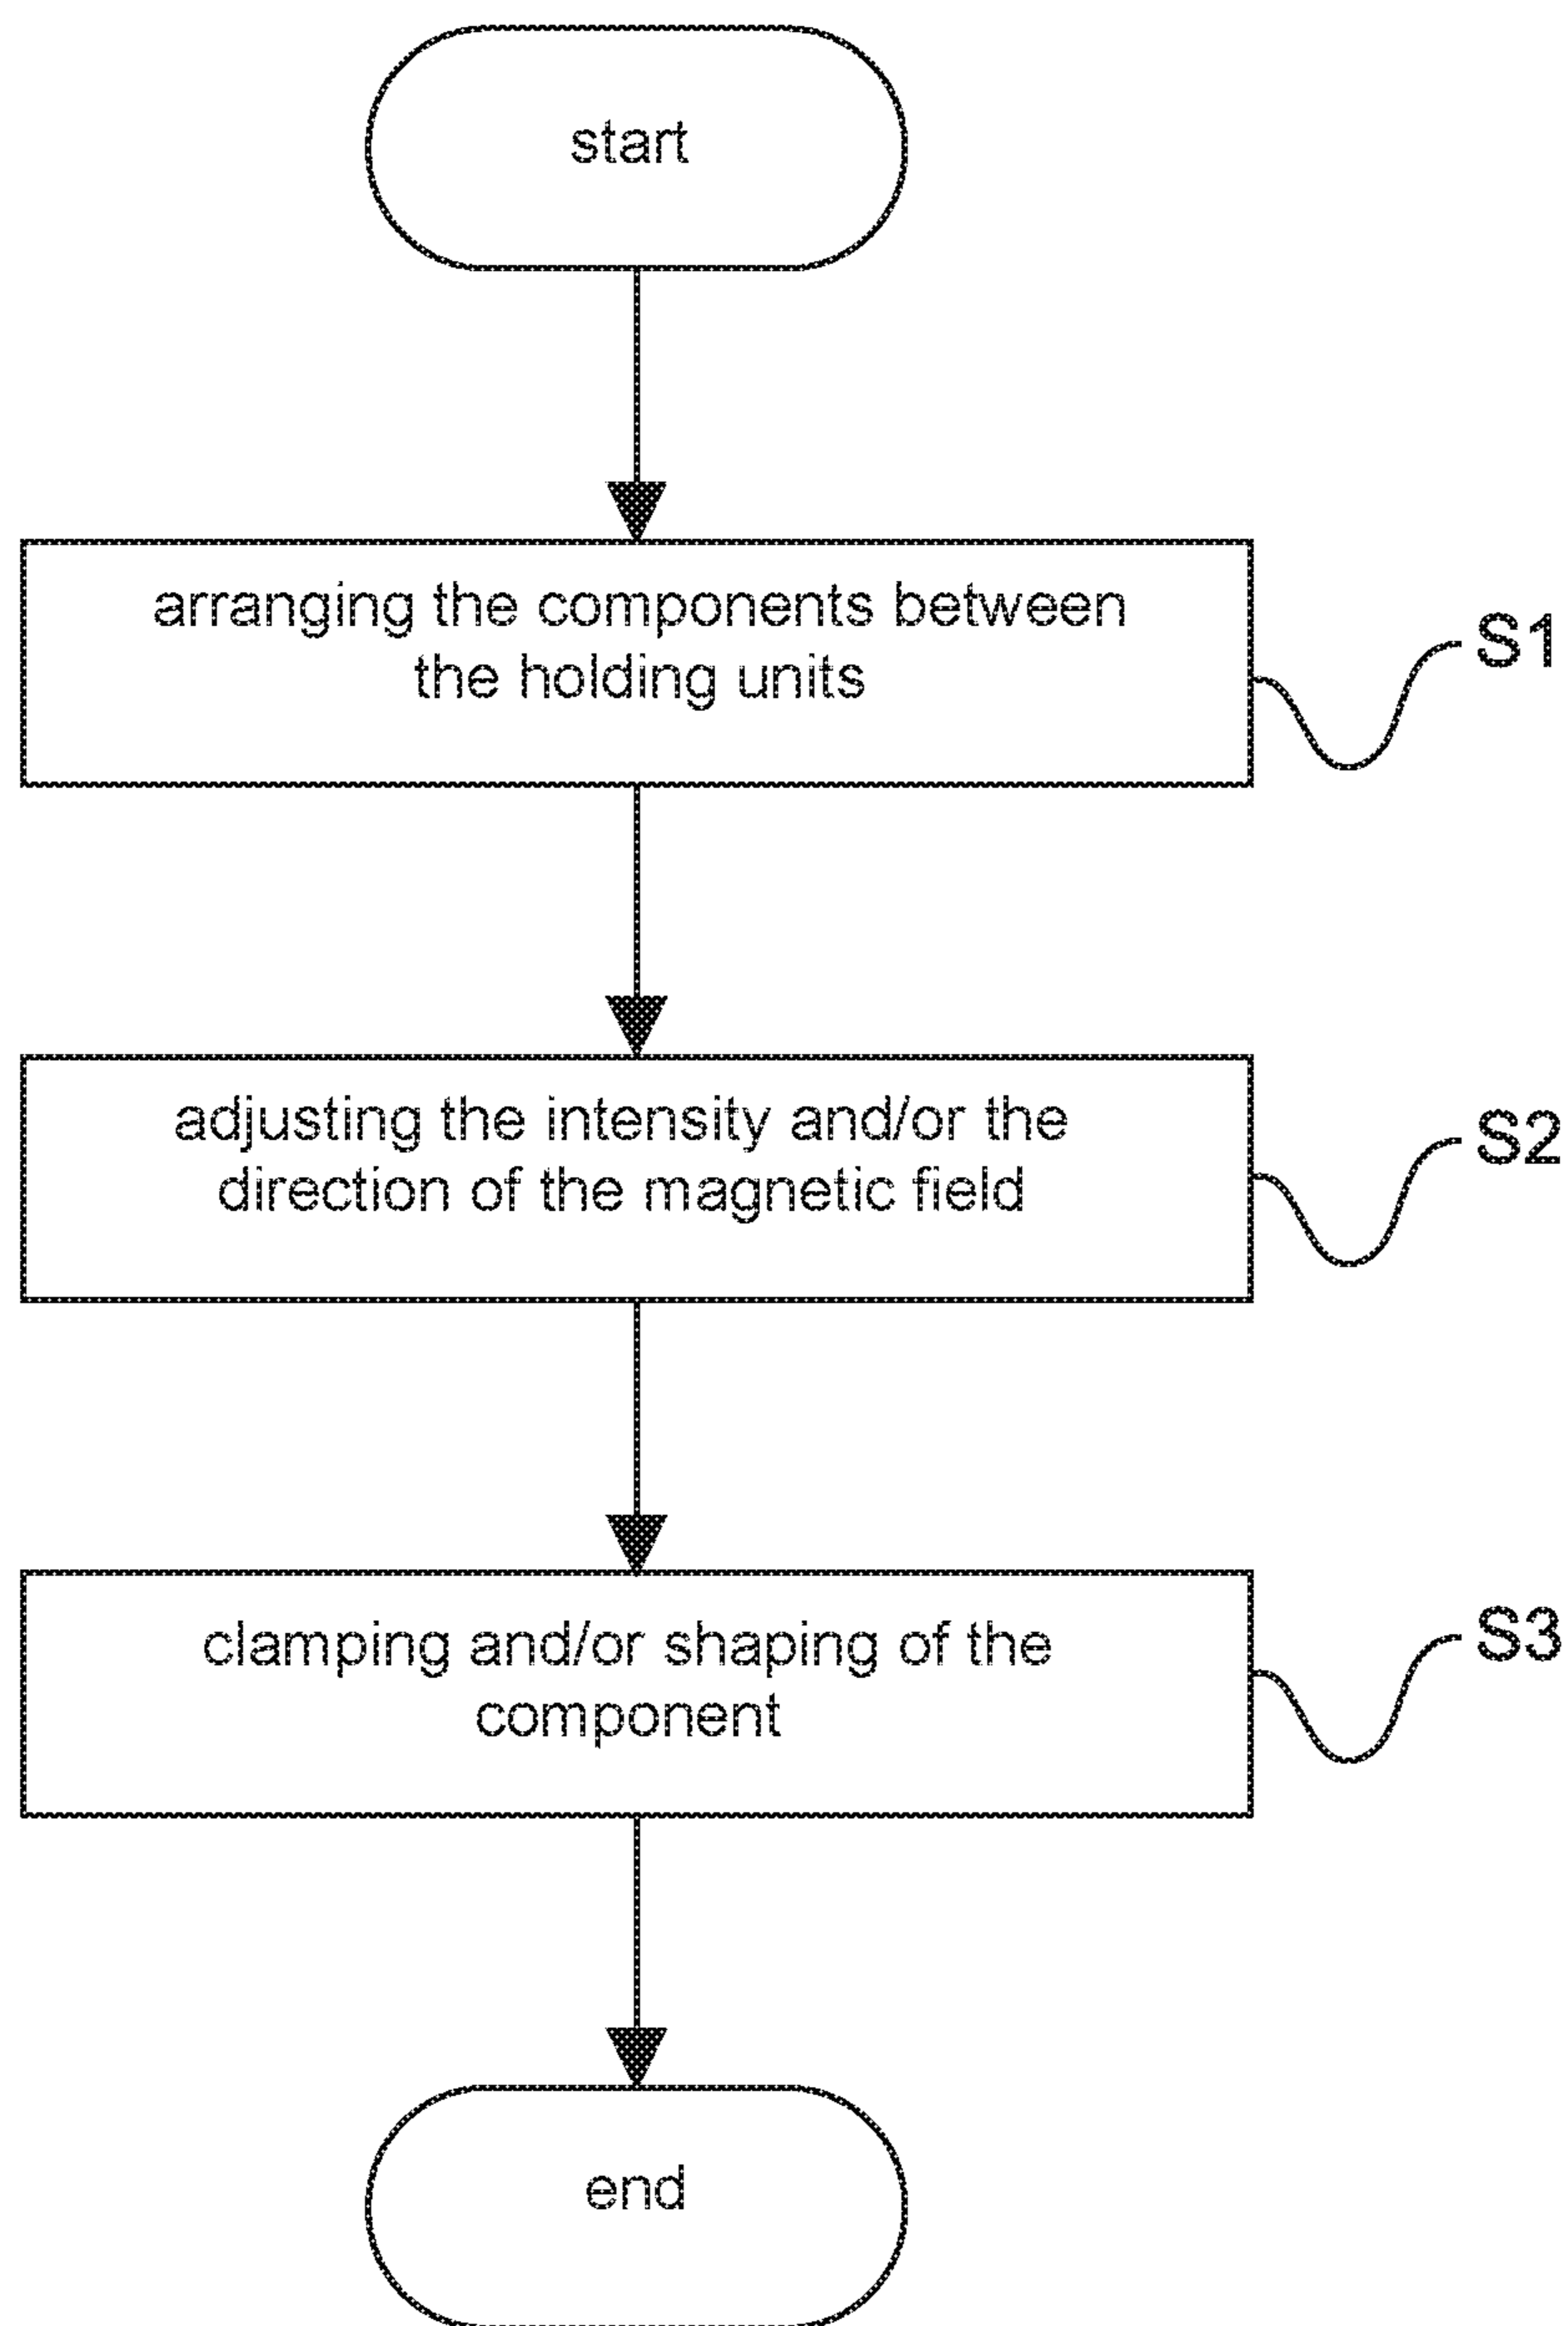 start
arranging the components between
the holding units
S1
adjusting the intensity and/or the
direction of the magnetic field
S2
clamping and/or shaping of the
component
S3
end